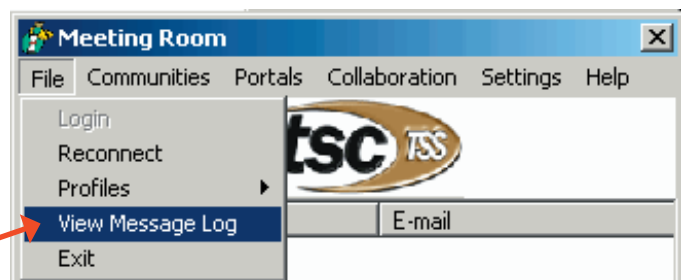 Meeting Room
File Communities Portals Collaboration Settings Help
Login
Reconnect
tsc TSS
Profiles
View Message Log E-mail
Exit